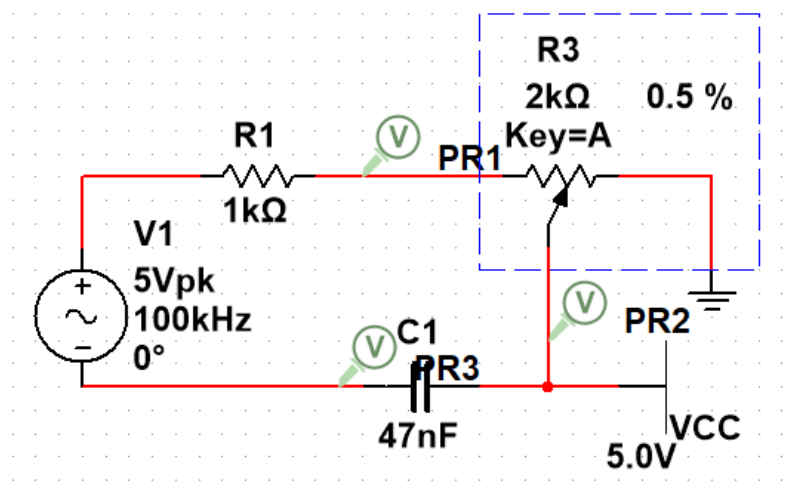 R3
2kΩ
0.5 %
Key=A
R1
1kΩ
V
PR1
V1
5Vpk
100kHz
0°
+
V
PR2
V
C1
PR3
47nF
VCC
5.0V